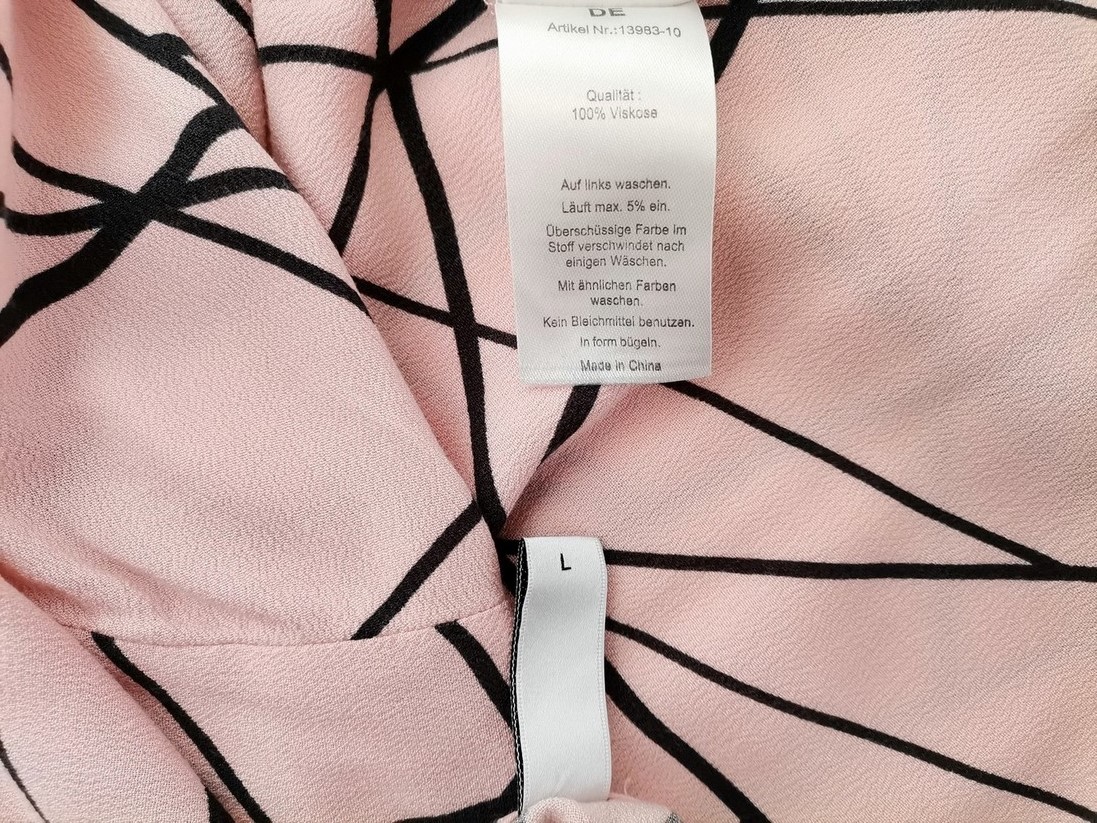 DE
Artikel Nr.:13983-10
Qualität :
100% Viskose
Auf links waschen.
Läuft max. 5% ein.
Überschüssige Farbe im
Stoff verschwindet nach
einigen Wäschen.
Mit ähnlichen Farben
waschen.
Kein Bleichmittel benutzen.
In form bügeln.
Made in China
L